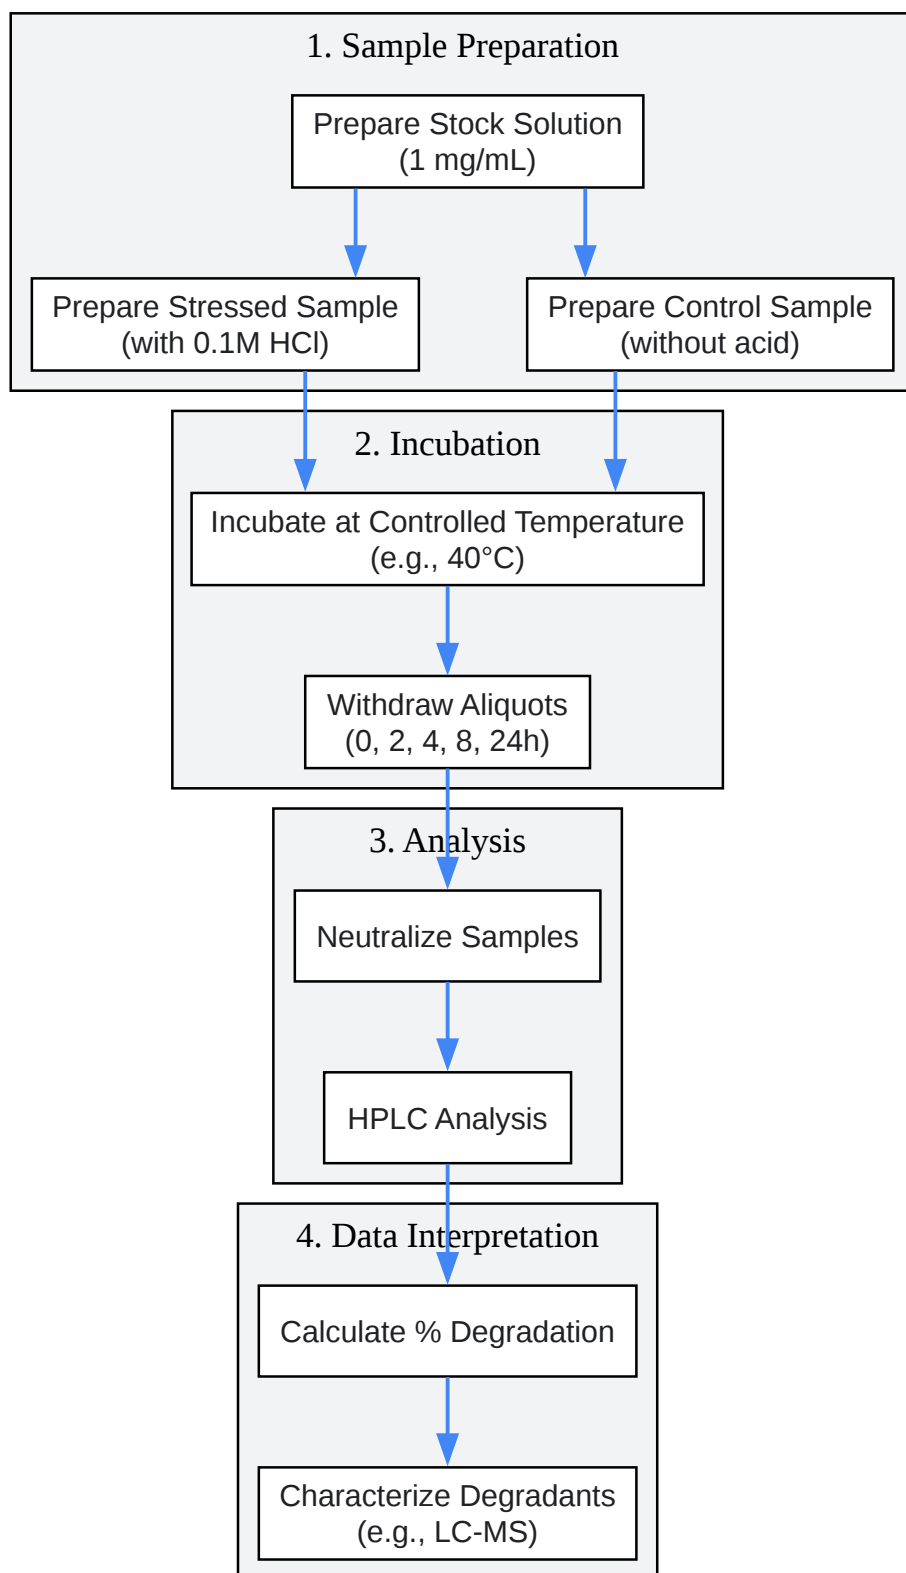 1. Sample Preparation
Prepare Stock Solution
(1 mg/mL)
Prepare Stressed Sample
(with 0.1M HCl)
Prepare Control Sample
(without acid)
2. Incubation
Incubate at Controlled Temperature
(e.g., 40°C)
Withdraw Aliquots
(0, 2, 4, 8, 24h)
3. Analysis
Neutralize Samples
HPLC Analysis
4. Data Interpretation
Calculate % Degradation
Characterize Degradants
(e.g., LC-MS)